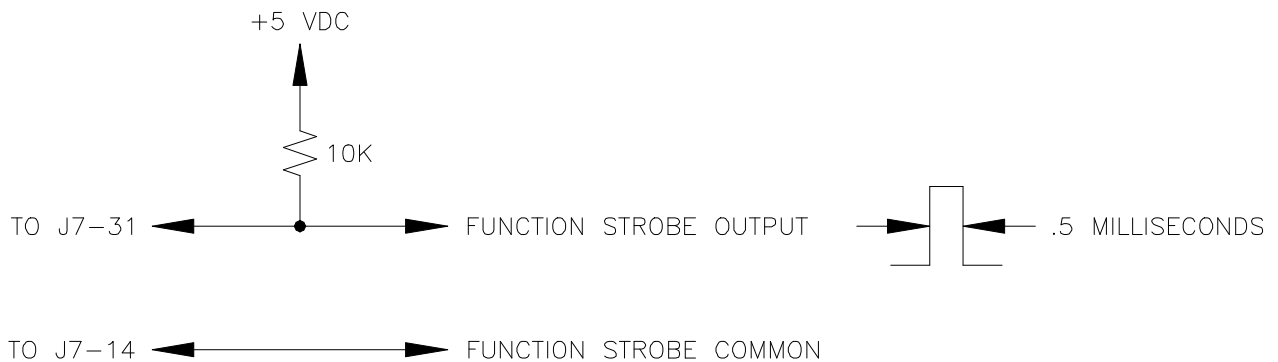 +5 VDC
10K
TO J7-31
FUNCTION STROBE OUTPUT
.5 MILLISECONDS
TO J7-14
FUNCTION STROBE COMMON